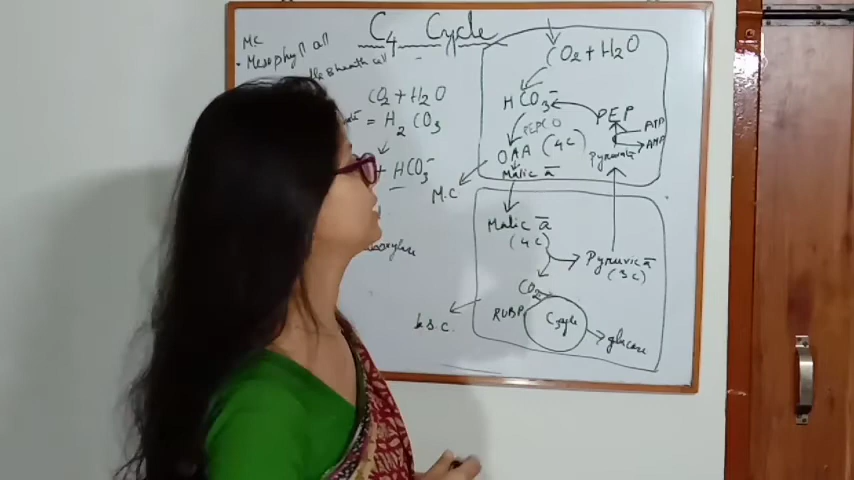 C4 Cycle
MC
• Mesophyll
CO2 + H2O
= H2CO3
+ HCO3-
CO2 + H2O
HCO3-
PEP
ATP
AMP
PEPCO
OAA (4C)
Malic a
Pyruvate
M.C
Malic a
(4C)
Pyruvic a
(3C)
CO2
RUBP
C3 cycle
glucose
b.s.c.